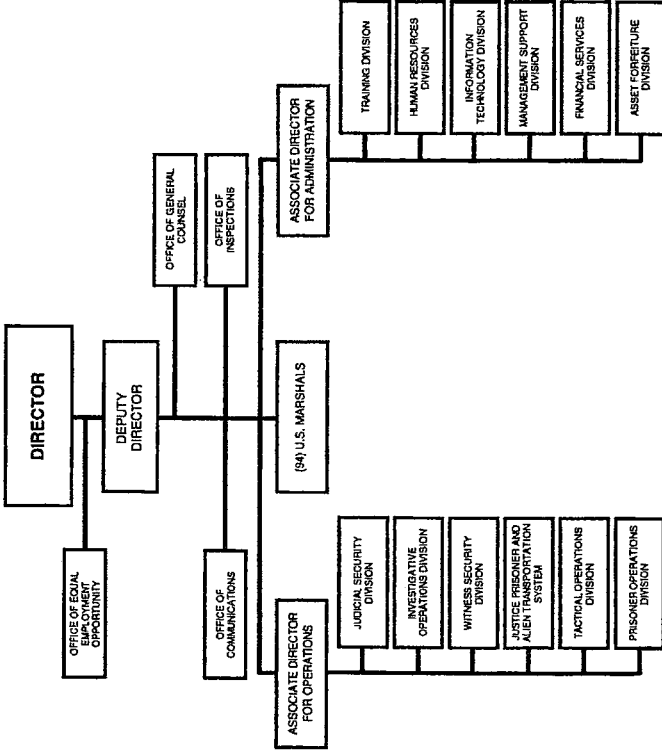 DIRECTOR
OFFICE OF EQUAL
EMPLOYMENT
OPPORTUNITY
DEPUTY
DIRECTOR
OFFICE OF GENERAL
COUNSEL
OFFICE OF
COMMUNICATIONS
OFFICE OF
INSPECTIONS
ASSOCIATE DIRECTOR
FOR OPERATIONS
(94) U.S. MARSHALS
ASSOCIATE DIRECTOR
FOR ADMINISTRATION
JUDICIAL SECURITY
DIVISION
INVESTIGATIVE
OPERATIONS DIVISION
WITNESS SECURITY
DIVISION
JUSTICE PRISONER AND
ALIEN TRANSPORTATION
SYSTEM
TACTICAL OPERATIONS
DIVISION
PRISONER OPERATIONS
DIVISION
TRAINING DIVISION
HUMAN RESOURCES
DIVISION
INFORMATION
TECHNOLOGY DIVISION
MANAGEMENT SUPPORT
DIVISION
FINANCIAL SERVICES
DIVISION
ASSET FORFEITURE
DIVISION